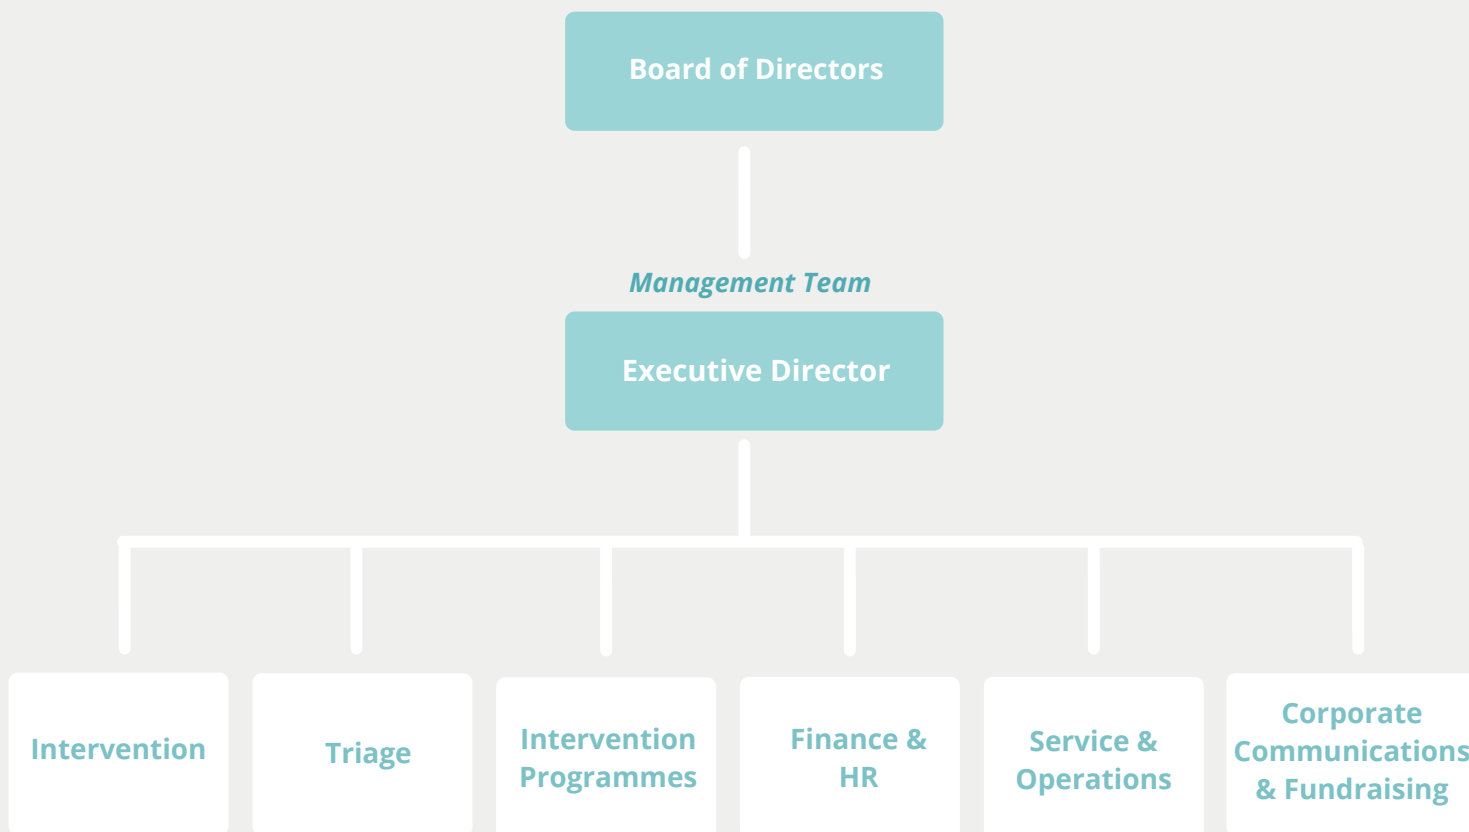 Board of Directors
Management Team
Executive Director
Intervention
Triage
Intervention
Programmes
Finance &
HR
Service &
Operations
Corporate
Communications
& Fundraising